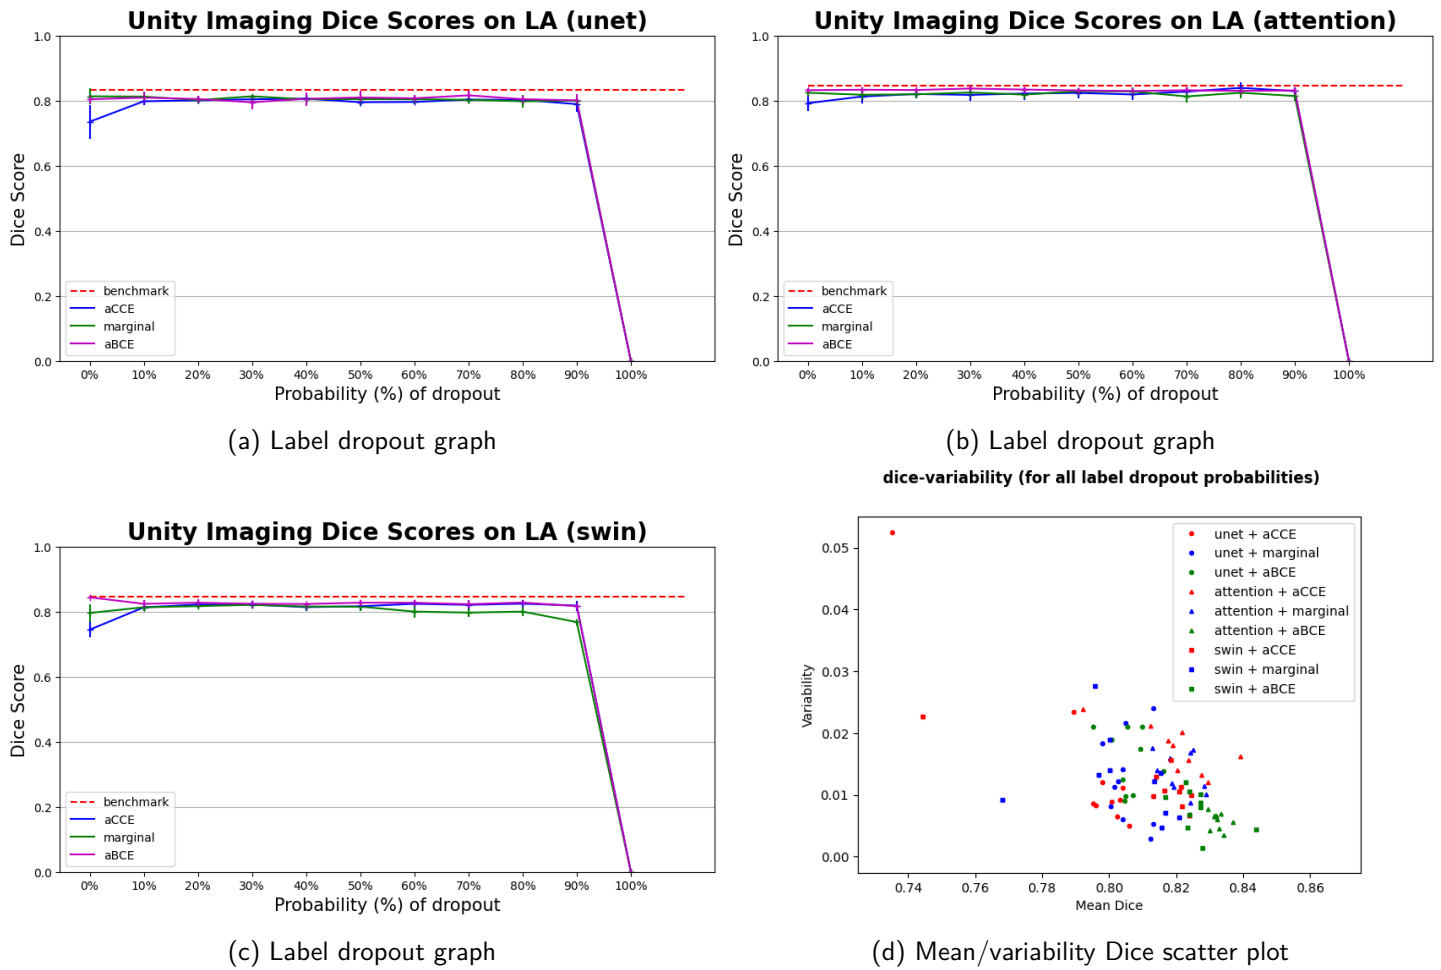 Unity Imaging Dice Scores on LA (unet)
1.0
0.8
0.6
0.4
0.2
0.0
Dice Score
benchmark
aCCE
marginal
aBCE
0% 10% 20% 30% 40% 50% 60% 70% 80% 90% 100%
Probability (%) of dropout
(a) Label dropout graph
Unity Imaging Dice Scores on LA (attention)
1.0
0.8
0.6
0.4
0.2
0.0
Dice Score
benchmark
aCCE
marginal
aBCE
0% 10% 20% 30% 40% 50% 60% 70% 80% 90% 100%
Probability (%) of dropout
(b) Label dropout graph
Unity Imaging Dice Scores on LA (swin)
1.0
0.8
0.6
0.4
0.2
0.0
Dice Score
benchmark
aCCE
marginal
aBCE
0% 10% 20% 30% 40% 50% 60% 70% 80% 90% 100%
Probability (%) of dropout
(c) Label dropout graph
dice-variability (for all label dropout probabilities)
0.05
0.04
0.03
0.02
0.01
0.00
Variability
unet + aCCE
unet + marginal
unet + aBCE
attention + aCCE
attention + marginal
attention + aBCE
swin + aCCE
swin + marginal
swin + aBCE
0.74 0.76 0.78 0.80 0.82 0.84 0.86
Mean Dice
(d) Mean/variability Dice scatter plot